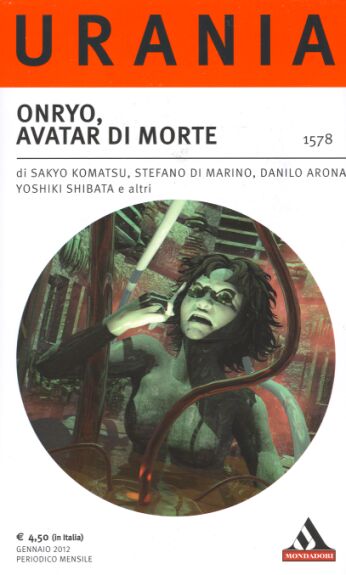 URANIA
ONRYO,
AVATAR DI MORTE
1578
di SAKYO KOMATSU, STEFANO DI MARINO, DANILO ARONA
YOSHIKI SHIBATA e altri
€ 4,50 (in Italia)
GENNAIO 2012
PERIODICO MENSILE
MONDADORI